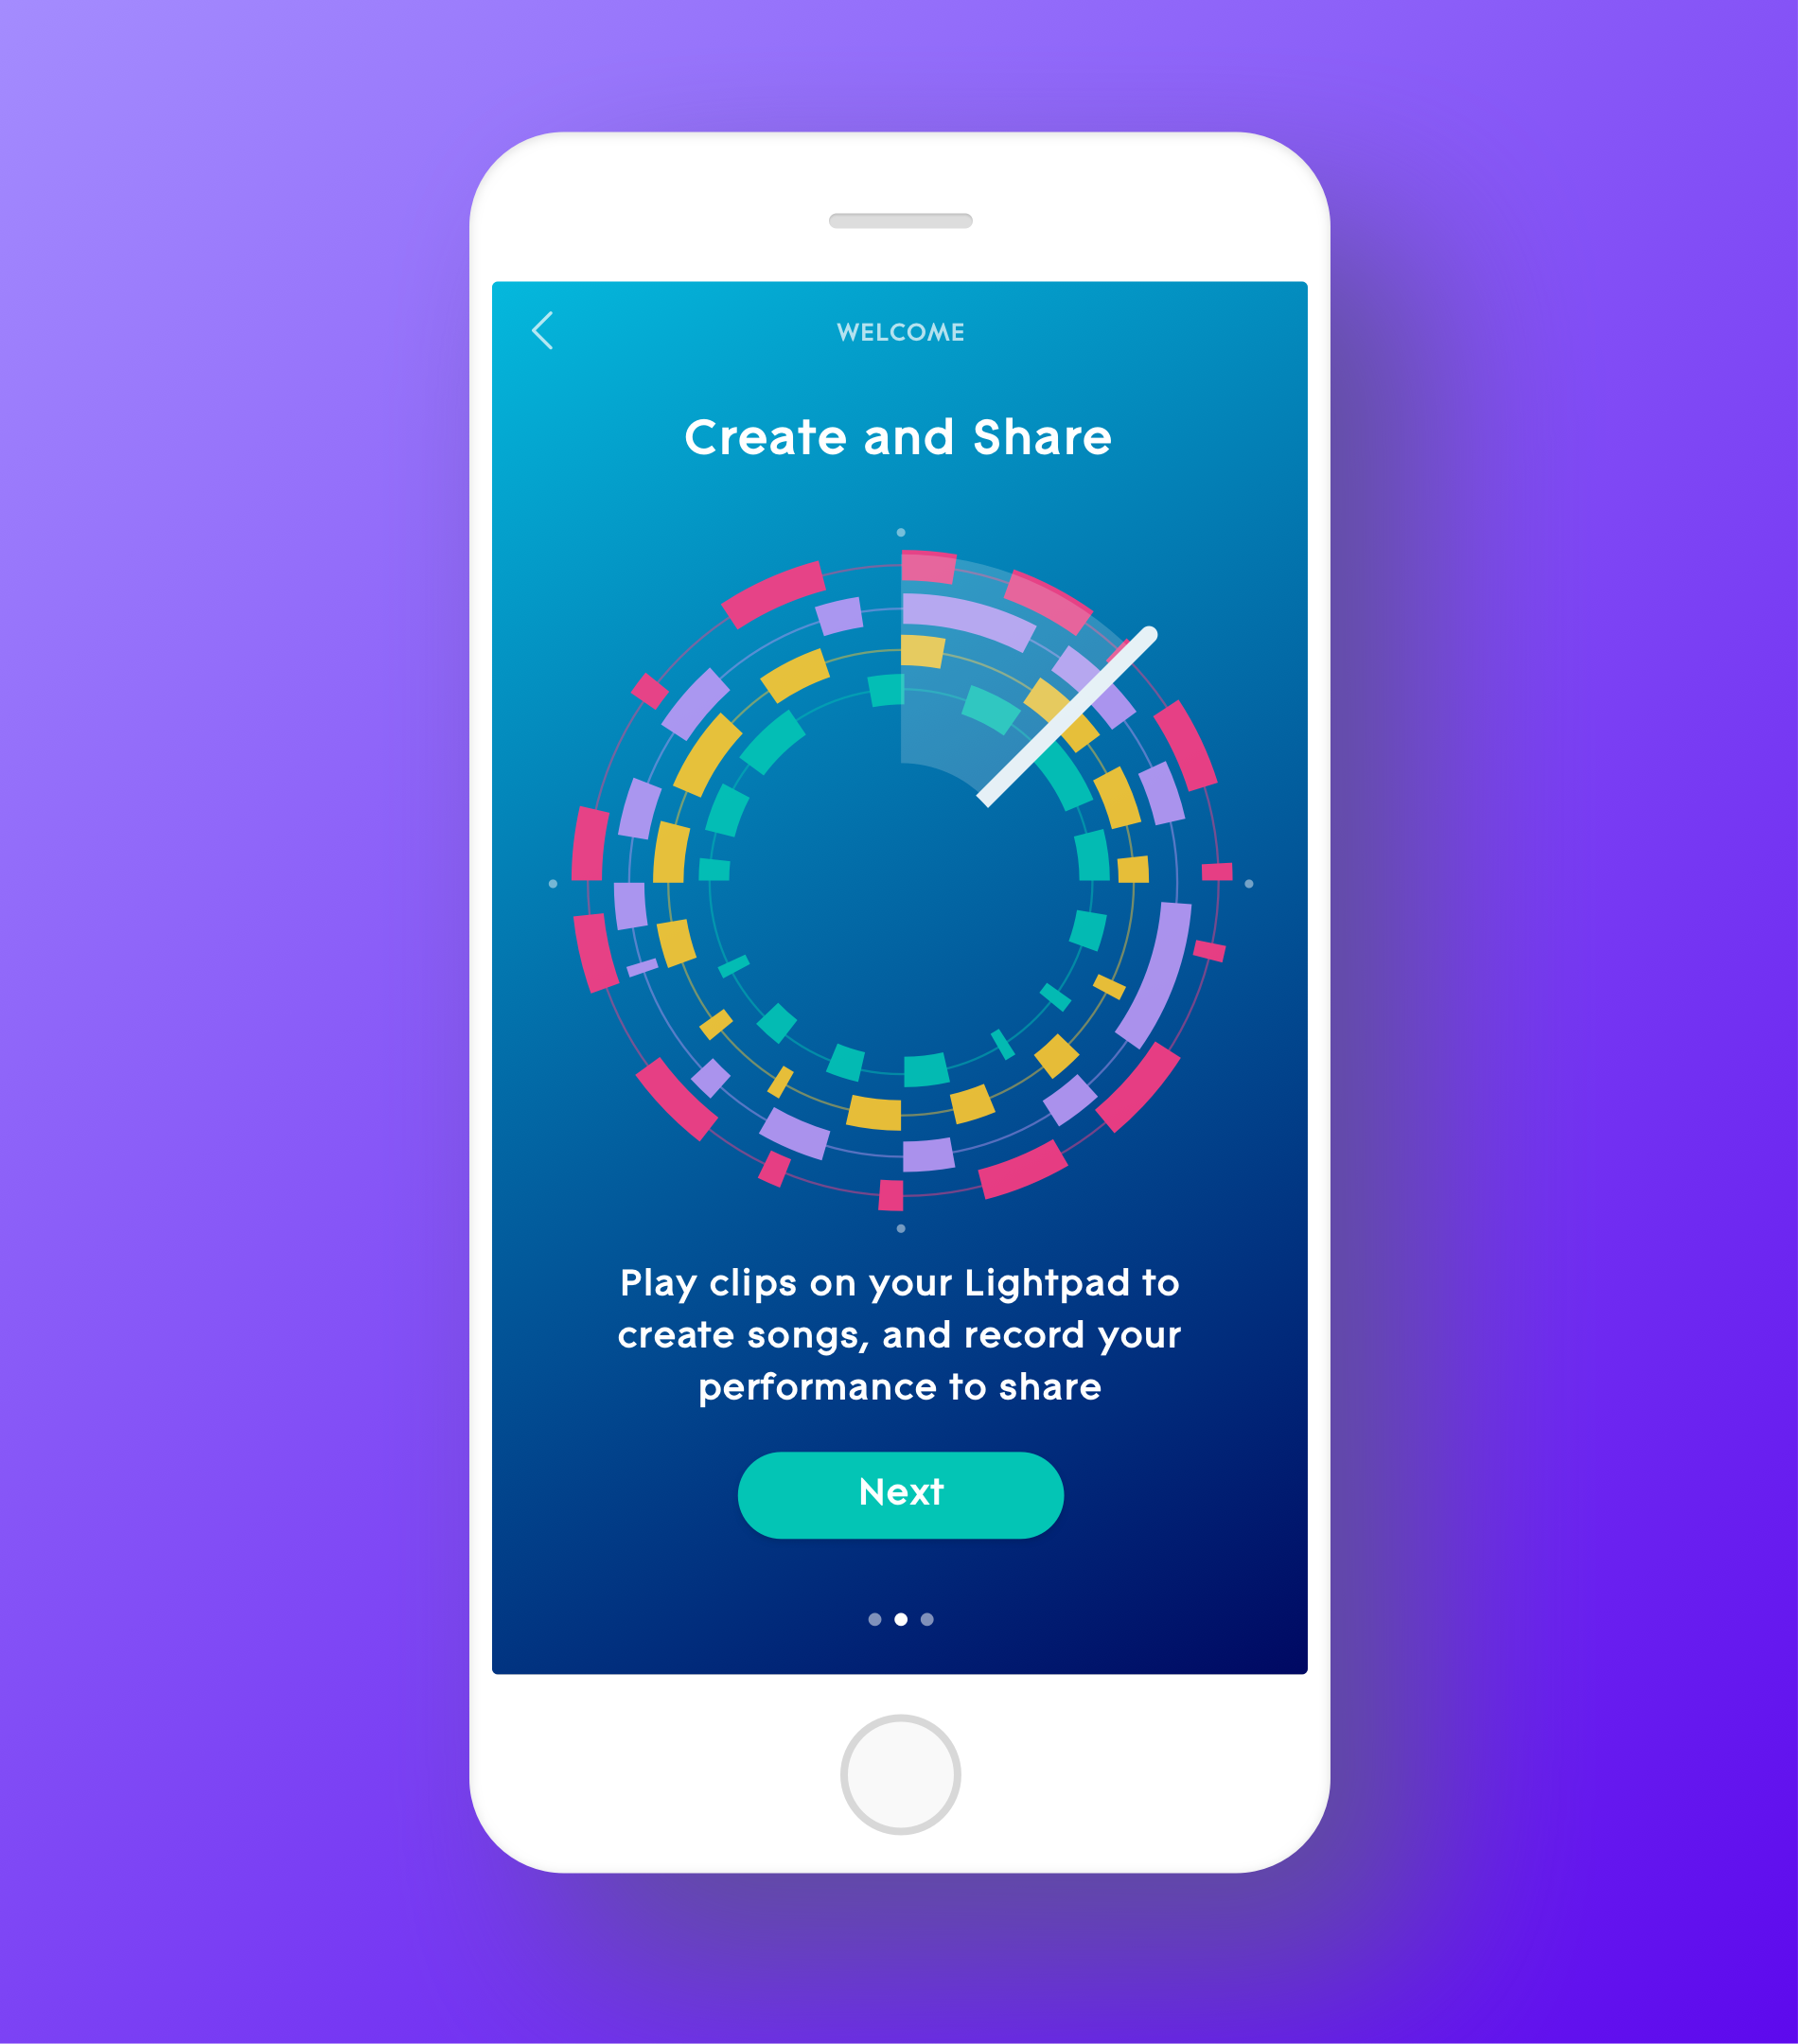 WELCOME
Create and Share
Play clips on your Lightpad to
create songs, and record your
performance to share
Next